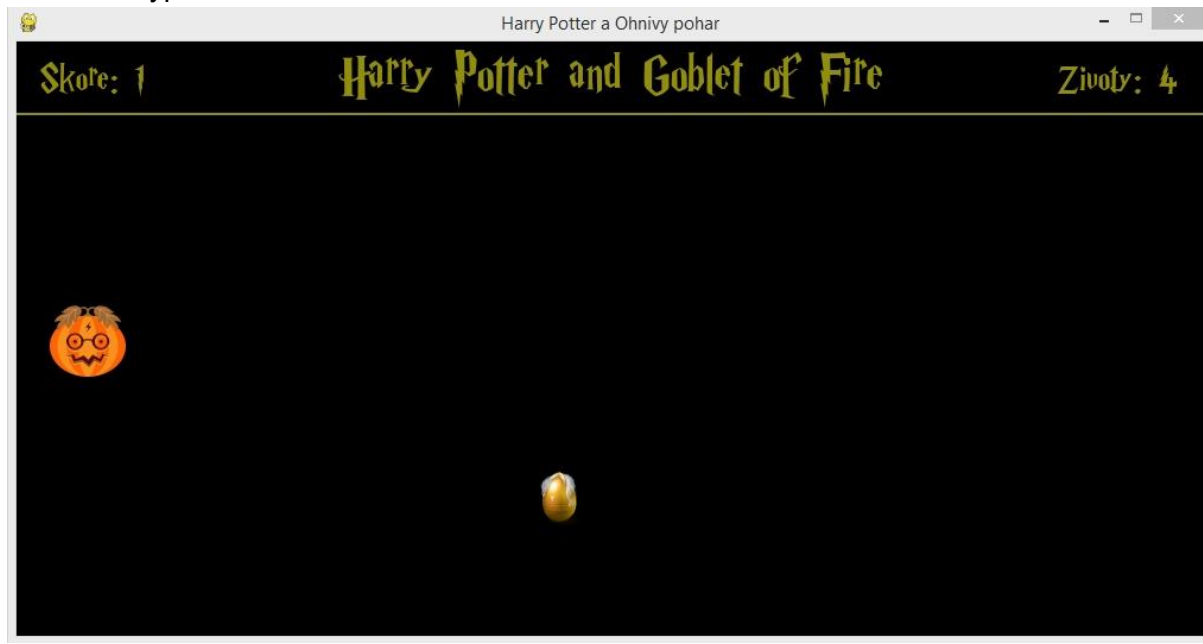 Harry Potter a Ohnivy pohar
Skore: 1 Harry Potter and Goblet of Fire Zivoty: 4